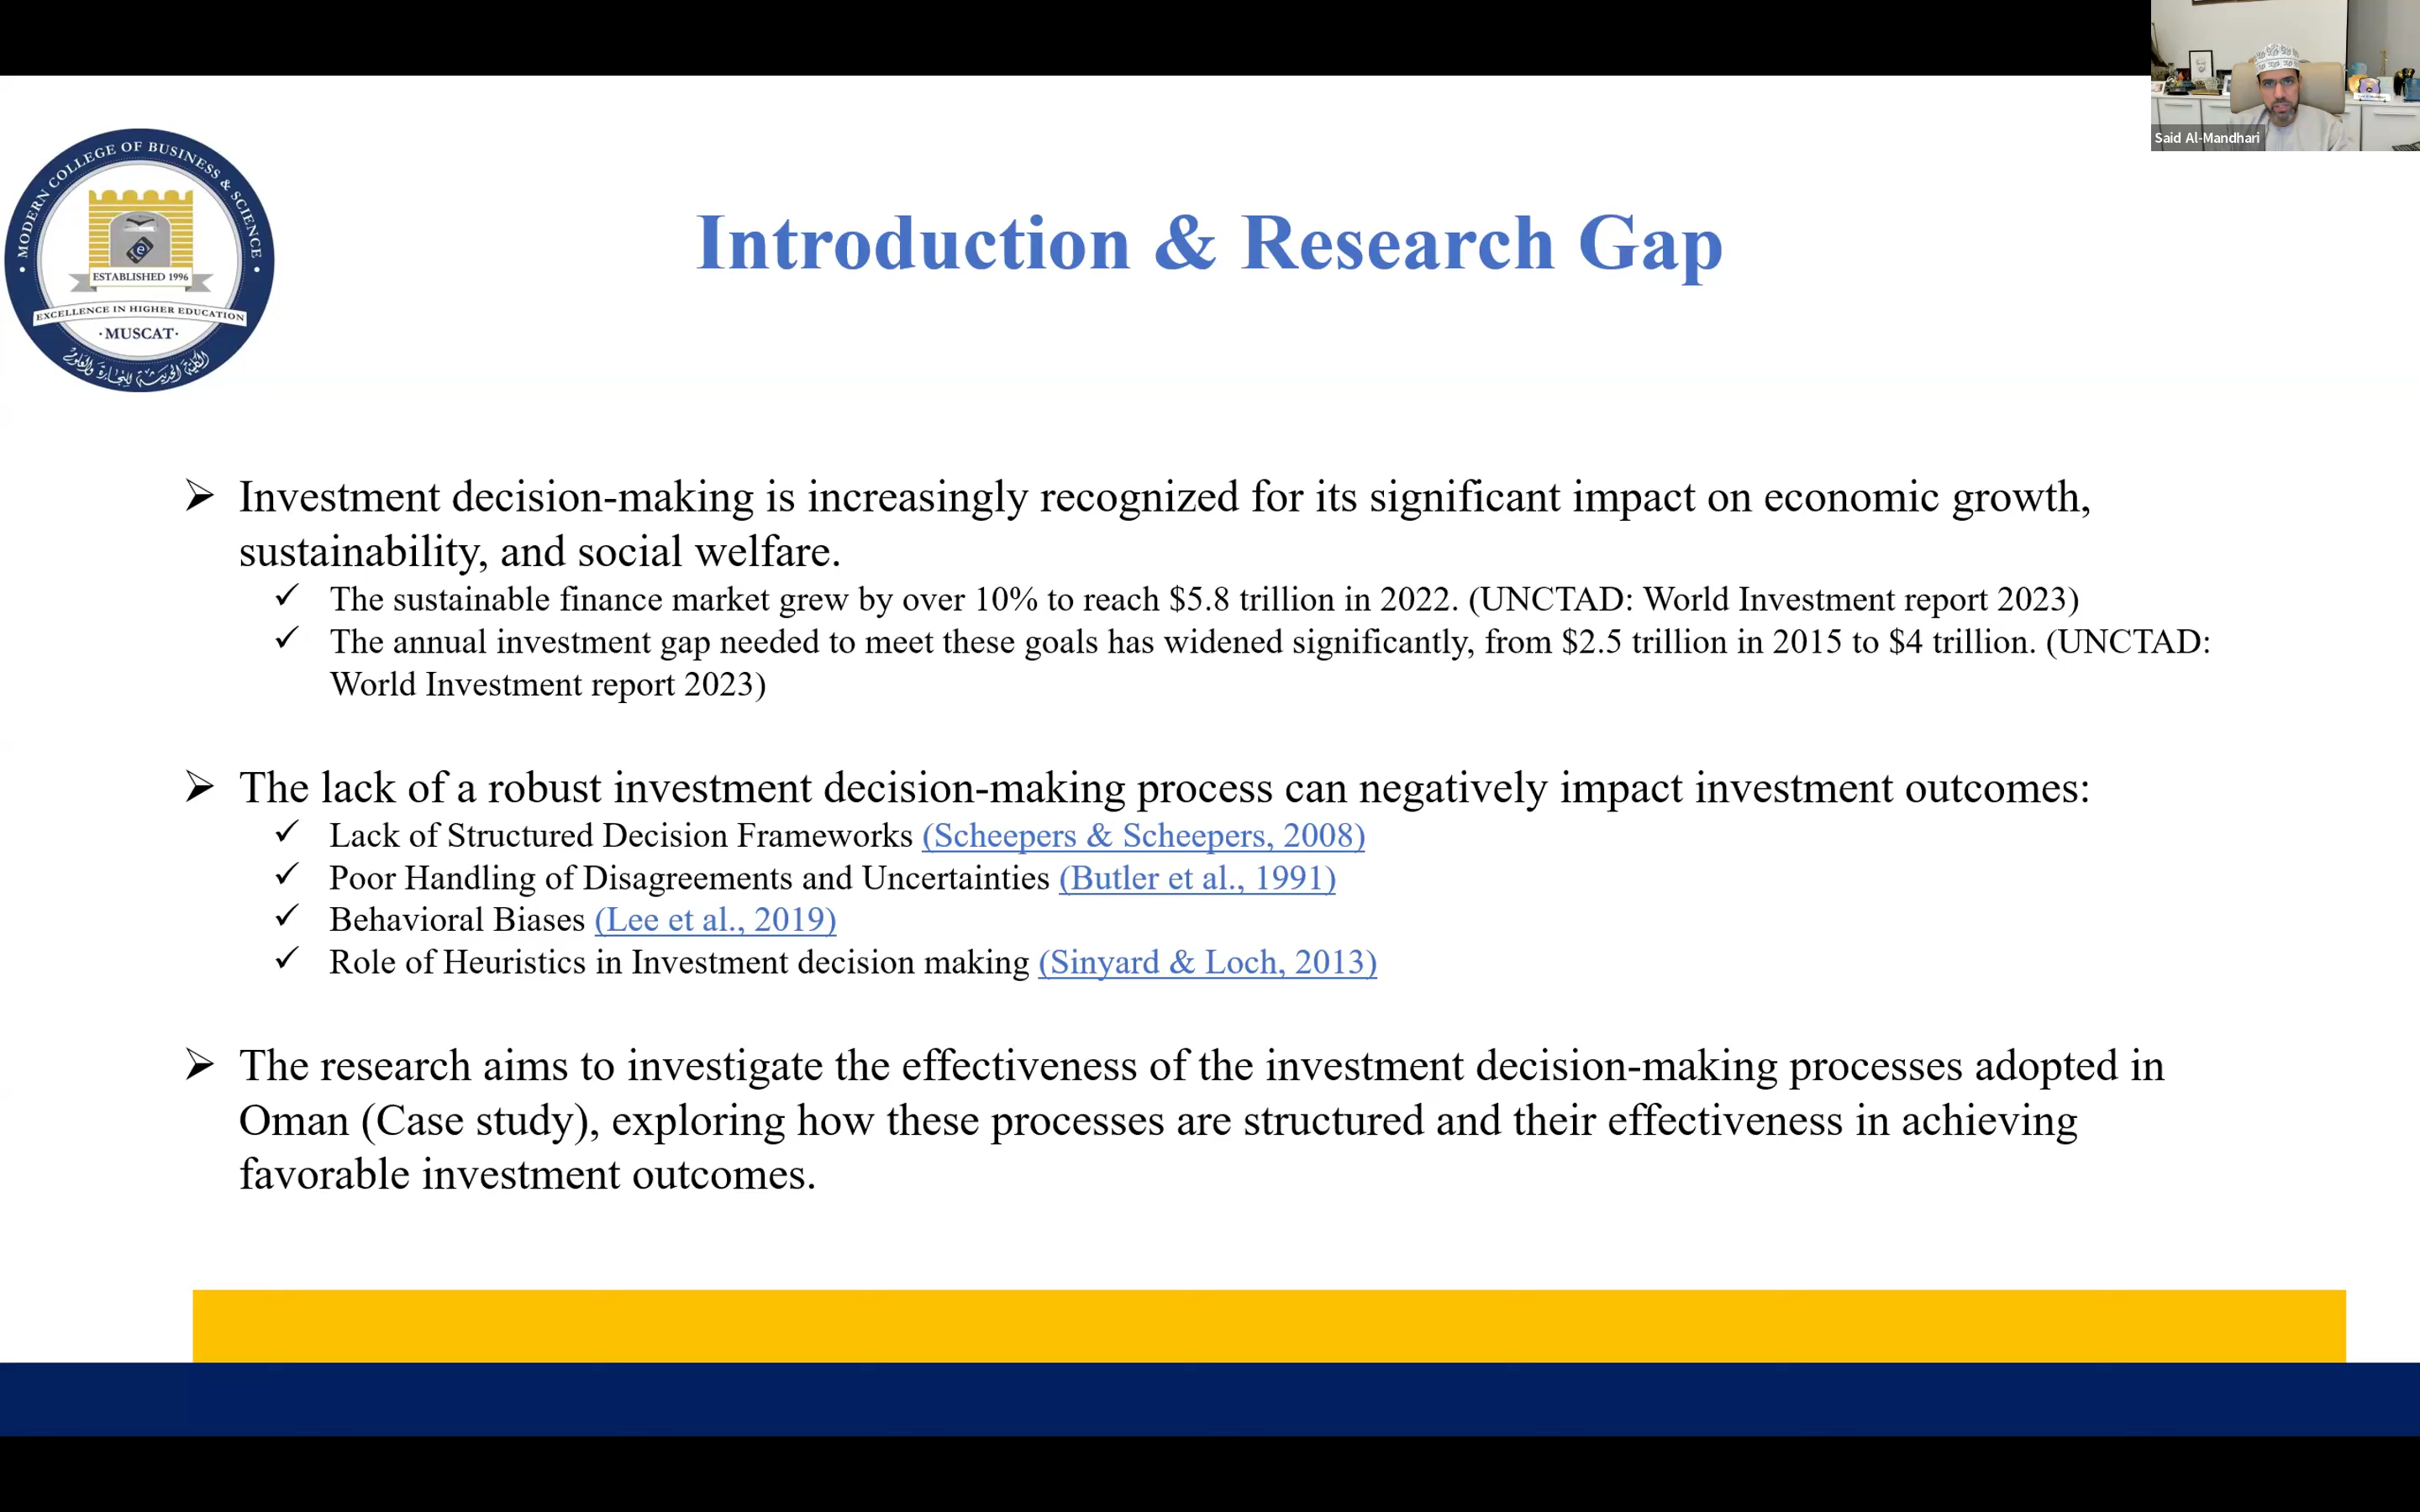 Said Al-Mandhari
MODERN COLLEGE OF BUSINESS & SCIENCE
ESTABLISHED 1996
EXCELLENCE IN HIGHER EDUCATION
·MUSCAT·
الكلية الحديثة للتجارة والعلوم
Introduction & Research Gap
➢ Investment decision-making is increasingly recognized for its significant impact on economic growth,
sustainability, and social welfare.
✓ The sustainable finance market grew by over 10% to reach $5.8 trillion in 2022. (UNCTAD: World Investment report 2023)
✓ The annual investment gap needed to meet these goals has widened significantly, from $2.5 trillion in 2015 to $4 trillion. (UNCTAD:
World Investment report 2023)
➢ The lack of a robust investment decision-making process can negatively impact investment outcomes:
✓ Lack of Structured Decision Frameworks (Scheepers & Scheepers, 2008)
✓ Poor Handling of Disagreements and Uncertainties (Butler et al., 1991)
✓ Behavioral Biases (Lee et al., 2019)
✓ Role of Heuristics in Investment decision making (Sinyard & Loch, 2013)
➢ The research aims to investigate the effectiveness of the investment decision-making processes adopted in
Oman (Case study), exploring how these processes are structured and their effectiveness in achieving
favorable investment outcomes.